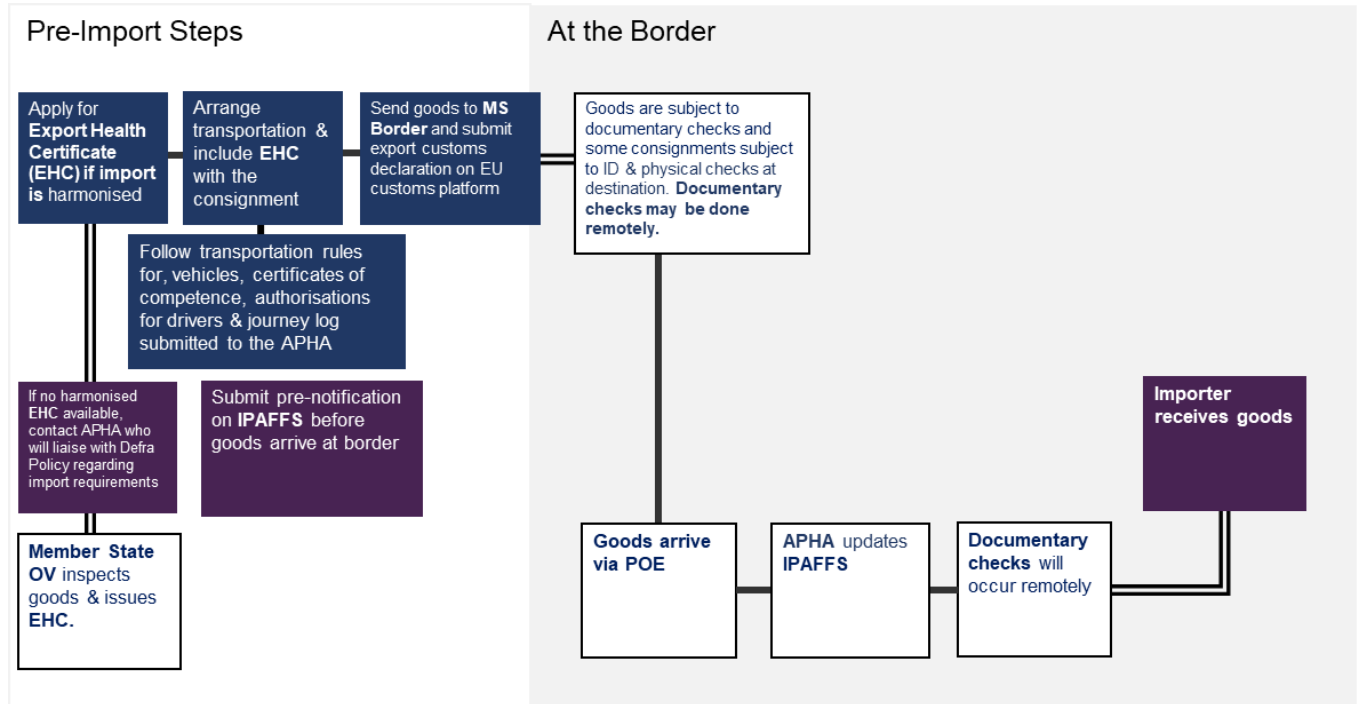 Pre-Import Steps
At the Border
Apply for
Export Health
Certificate
(EHC) if import
is harmonised
Arrange
transportation &
include EHC
with the
consignment
Send goods to MS
Border and submit
export customs
declaration on EU
customs platform
Goods are subject to
documentary checks and
some consignments subject
to ID & physical checks at
destination. Documentary
checks may be done
remotely.
Follow transportation rules
for, vehicles, certificates of
competence, authorisations
for drivers & journey log
submitted to the APHA
If no harmonised
EHC available,
contact APHA who
will liaise with Defra
Policy regarding
import requirements
Submit pre-notification
on IPAFFS before
goods arrive at border
Importer
receives goods
Member State
OV inspects
goods & issues
EHC.
Goods arrive
via POE
APHA updates
IPAFFS
Documentary
checks will
occur remotely